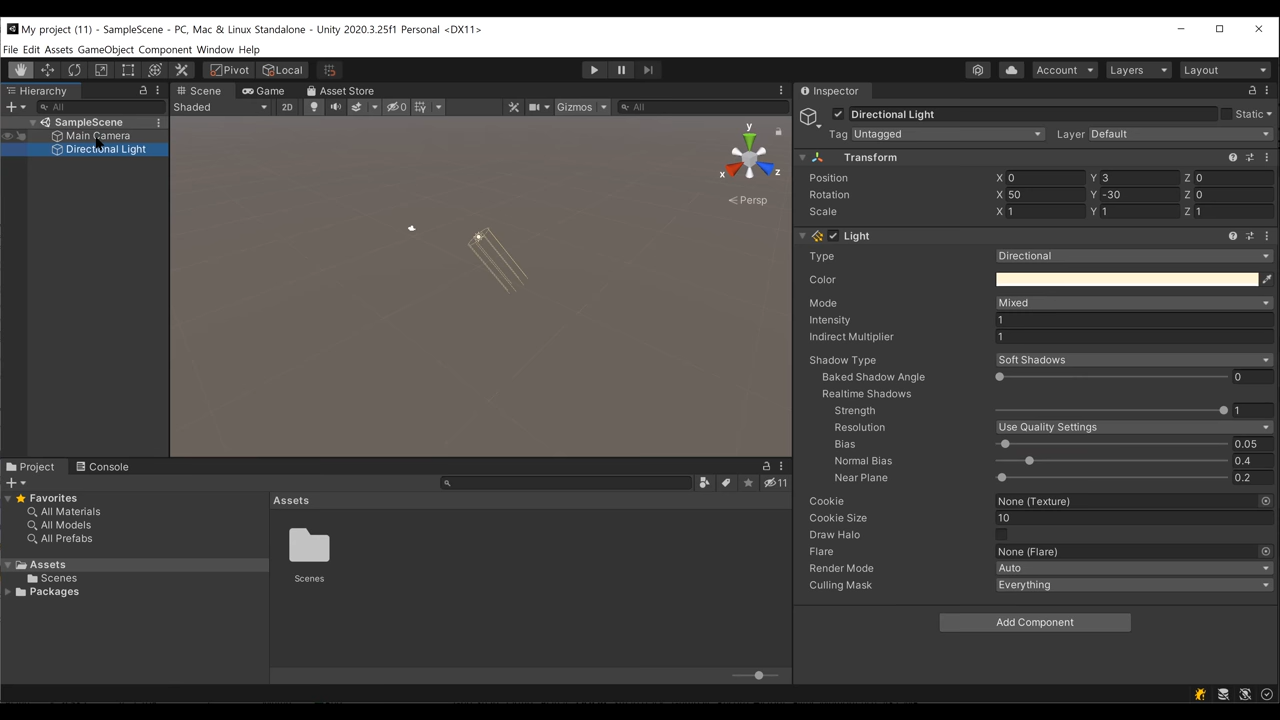 My project (11) - SampleScene - PC, Mac & Linux Standalone - Unity 2020.3.25f1 Personal <DX11>
File Edit Assets GameObject Component Window Help
Pivot Local Account Layers Layout
Hierarchy
All
SampleScene
Main Camera
Directional Light
Scene Game Asset Store
Shaded 2D 0 Gizmos All
y
x z
Persp
Project Console
11
Favorites
All Materials
All Models
All Prefabs
Assets
Scenes
Packages
Assets
Scenes
Inspector
Directional Light Static
Tag Untagged Layer Default
Transform
Position X 0 Y 3 Z 0
Rotation X 50 Y -30 Z 0
Scale X 1 Y 1 Z 1
Light
Type Directional
Color
Mode Mixed
Intensity 1
Indirect Multiplier 1
Shadow Type Soft Shadows
Baked Shadow Angle 0
Realtime Shadows
Strength 1
Resolution Use Quality Settings
Bias 0.05
Normal Bias 0.4
Near Plane 0.2
Cookie None (Texture)
Cookie Size 10
Draw Halo
Flare None (Flare)
Render Mode Auto
Culling Mask Everything
Add Component